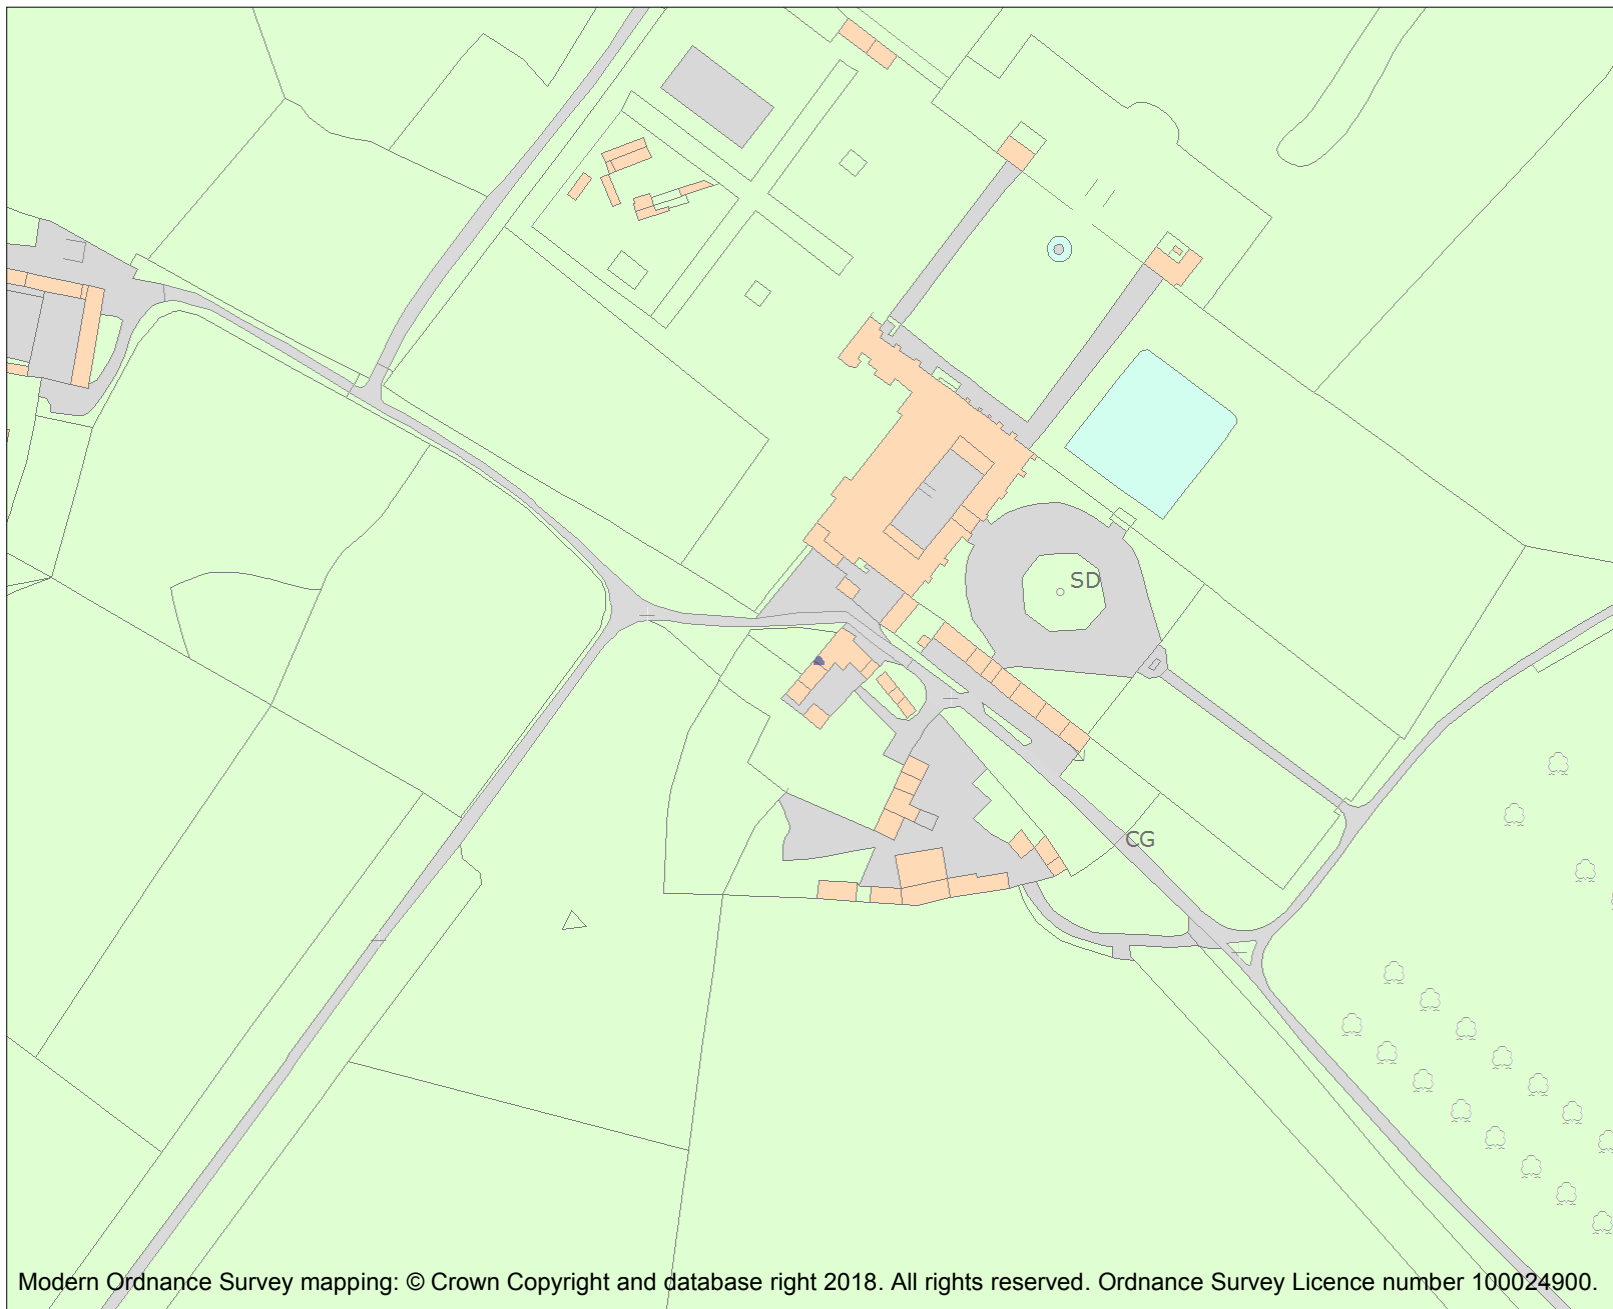 SD
CG
Modern Ordnance Survey mapping: © Crown Copyright and database right 2018. All rights reserved. Ordnance Survey Licence number 100024900.